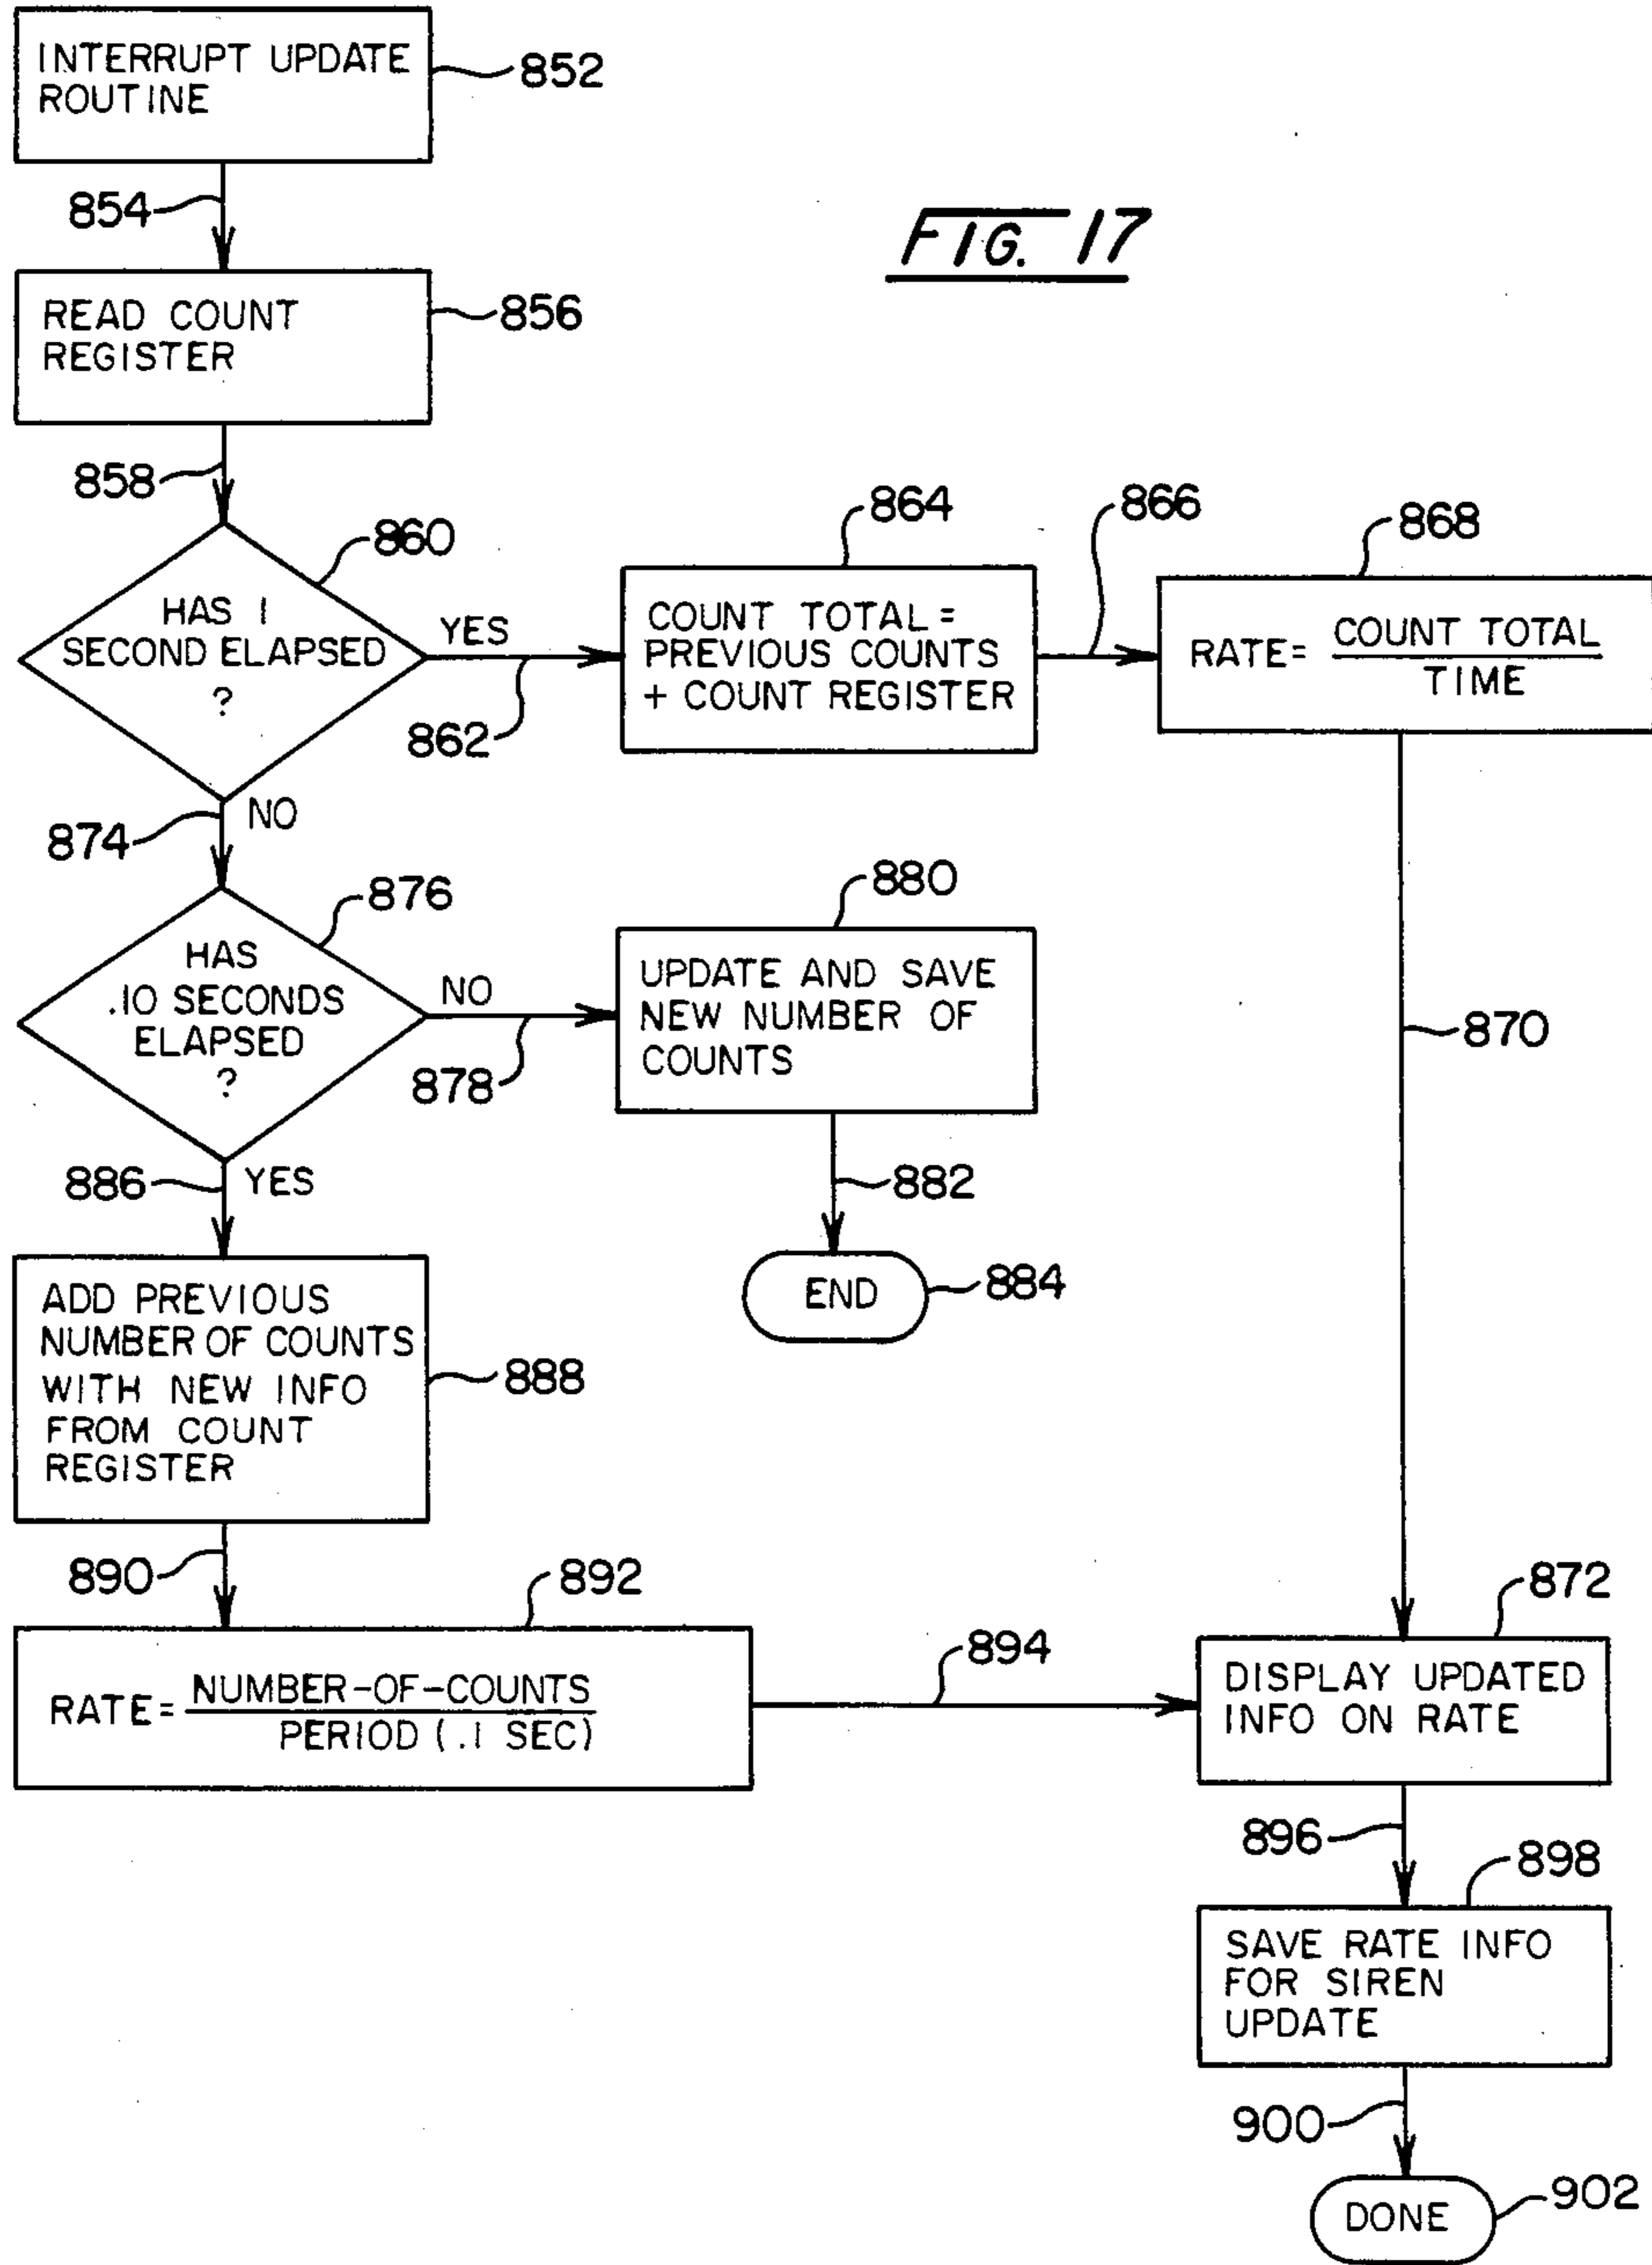 INTERRUPT UPDATE
ROUTINE
852
854
FIG. 17
READ COUNT
REGISTER
856
858
860
HAS 1
SECOND ELAPSED
?
YES
862
864
COUNT TOTAL =
PREVIOUS COUNTS
+ COUNT REGISTER
866
868
RATE= COUNT TOTAL
TIME
870
874
NO
876
HAS
.10 SECONDS
ELAPSED
?
NO
878
880
UPDATE AND SAVE
NEW NUMBER OF
COUNTS
882
END
884
886
YES
ADD PREVIOUS
NUMBER OF COUNTS
WITH NEW INFO
FROM COUNT
REGISTER
888
890
892
RATE= NUMBER-OF-COUNTS
PERIOD (.1 SEC)
894
872
DISPLAY UPDATED
INFO ON RATE
896
898
SAVE RATE INFO
FOR SIREN
UPDATE
900
DONE
902